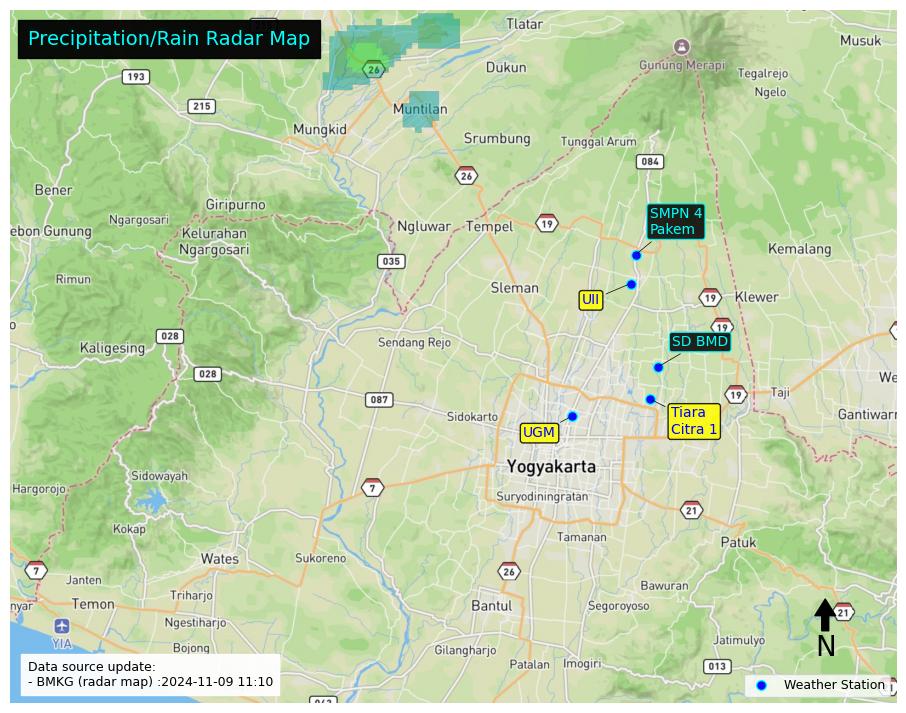 Precipitation/Rain Radar Map
Tlatar
Musuk
26
Dukun
Gunung Merapi
Tegalrejo
Ngelo
193
215
Muntilan
Mungkid
Srumbung
Tunggal Arum
084
26
Bener
Giripurno
Ngargosari
ebon Gunung
Kelurahan
Ngargosari
Ngluwar
Tempel
19
SMPN 4
Pakem
Kemalang
035
Rimun
Sleman
UII
19
Klewer
19
028
Kaligesing
Sendang Rejo
SD BMD
028
We
087
19
Taji
Sidokarto
Tiara
Citra 1
Gantiwarn
UGM
Yogyakarta
Sidowayah
Hargorojo
7
Suryodiningratan
21
Kokap
Tamanan
Patuk
Wates
Sukoreno
7
Janten
26
Bawuran
nyar
Temon
Triharjo
Bantul
Segoroyoso
21
Ngestiharjo
YIA
Bojong
Gilangharjo
Jatimulyo
N
Patalan
Imogiri
013
Data source update:
- BMKG (radar map) :2024-11-09 11:10
Weather Station